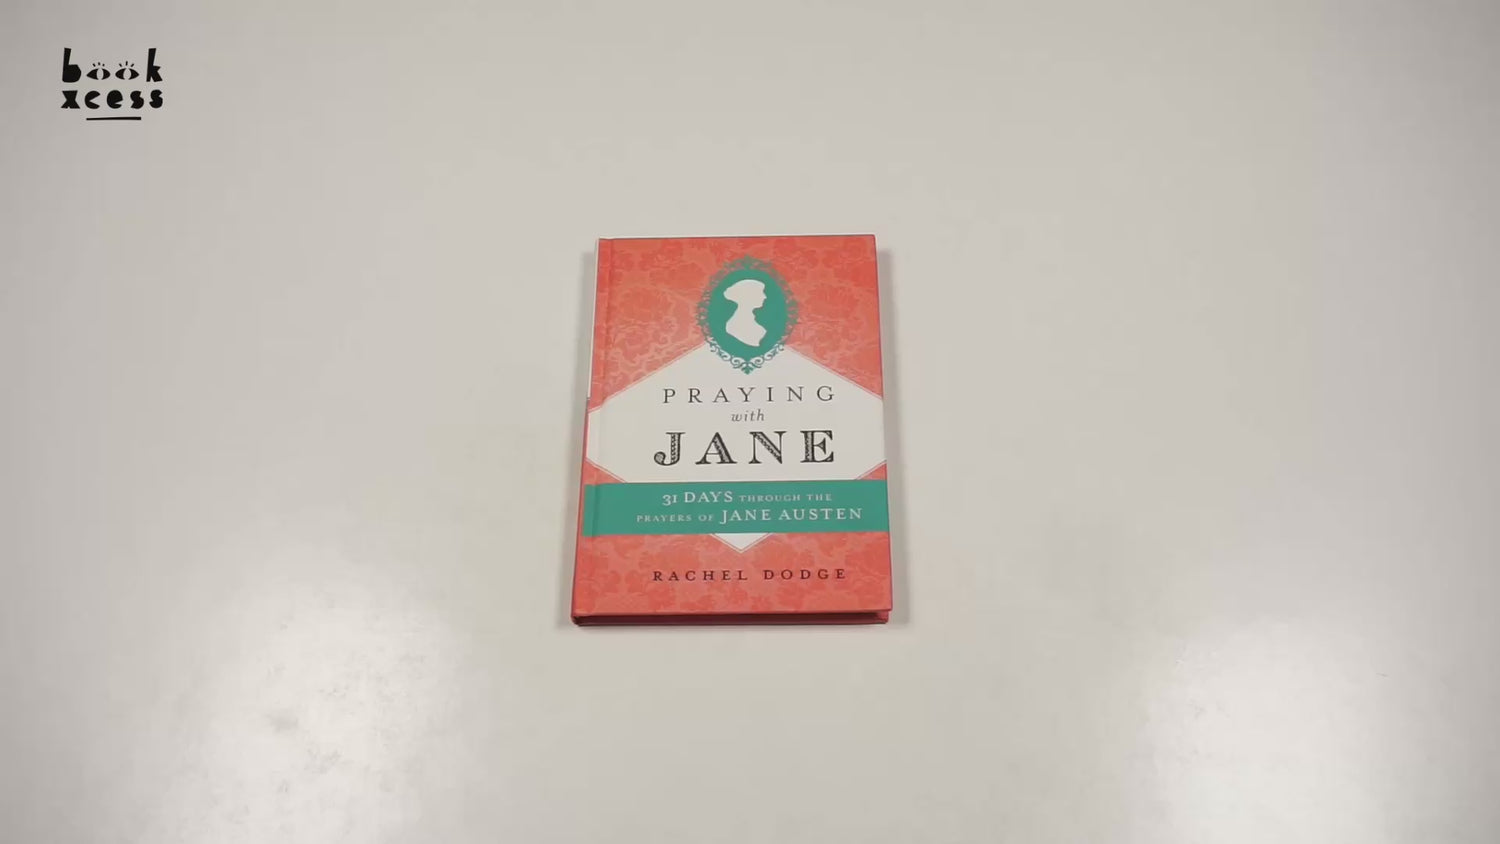 book
xcess
PRAYING
with
JANE
31 DAYS THROUGH THE
PRAYERS OF JANE AUSTEN
RACHEL DODGE